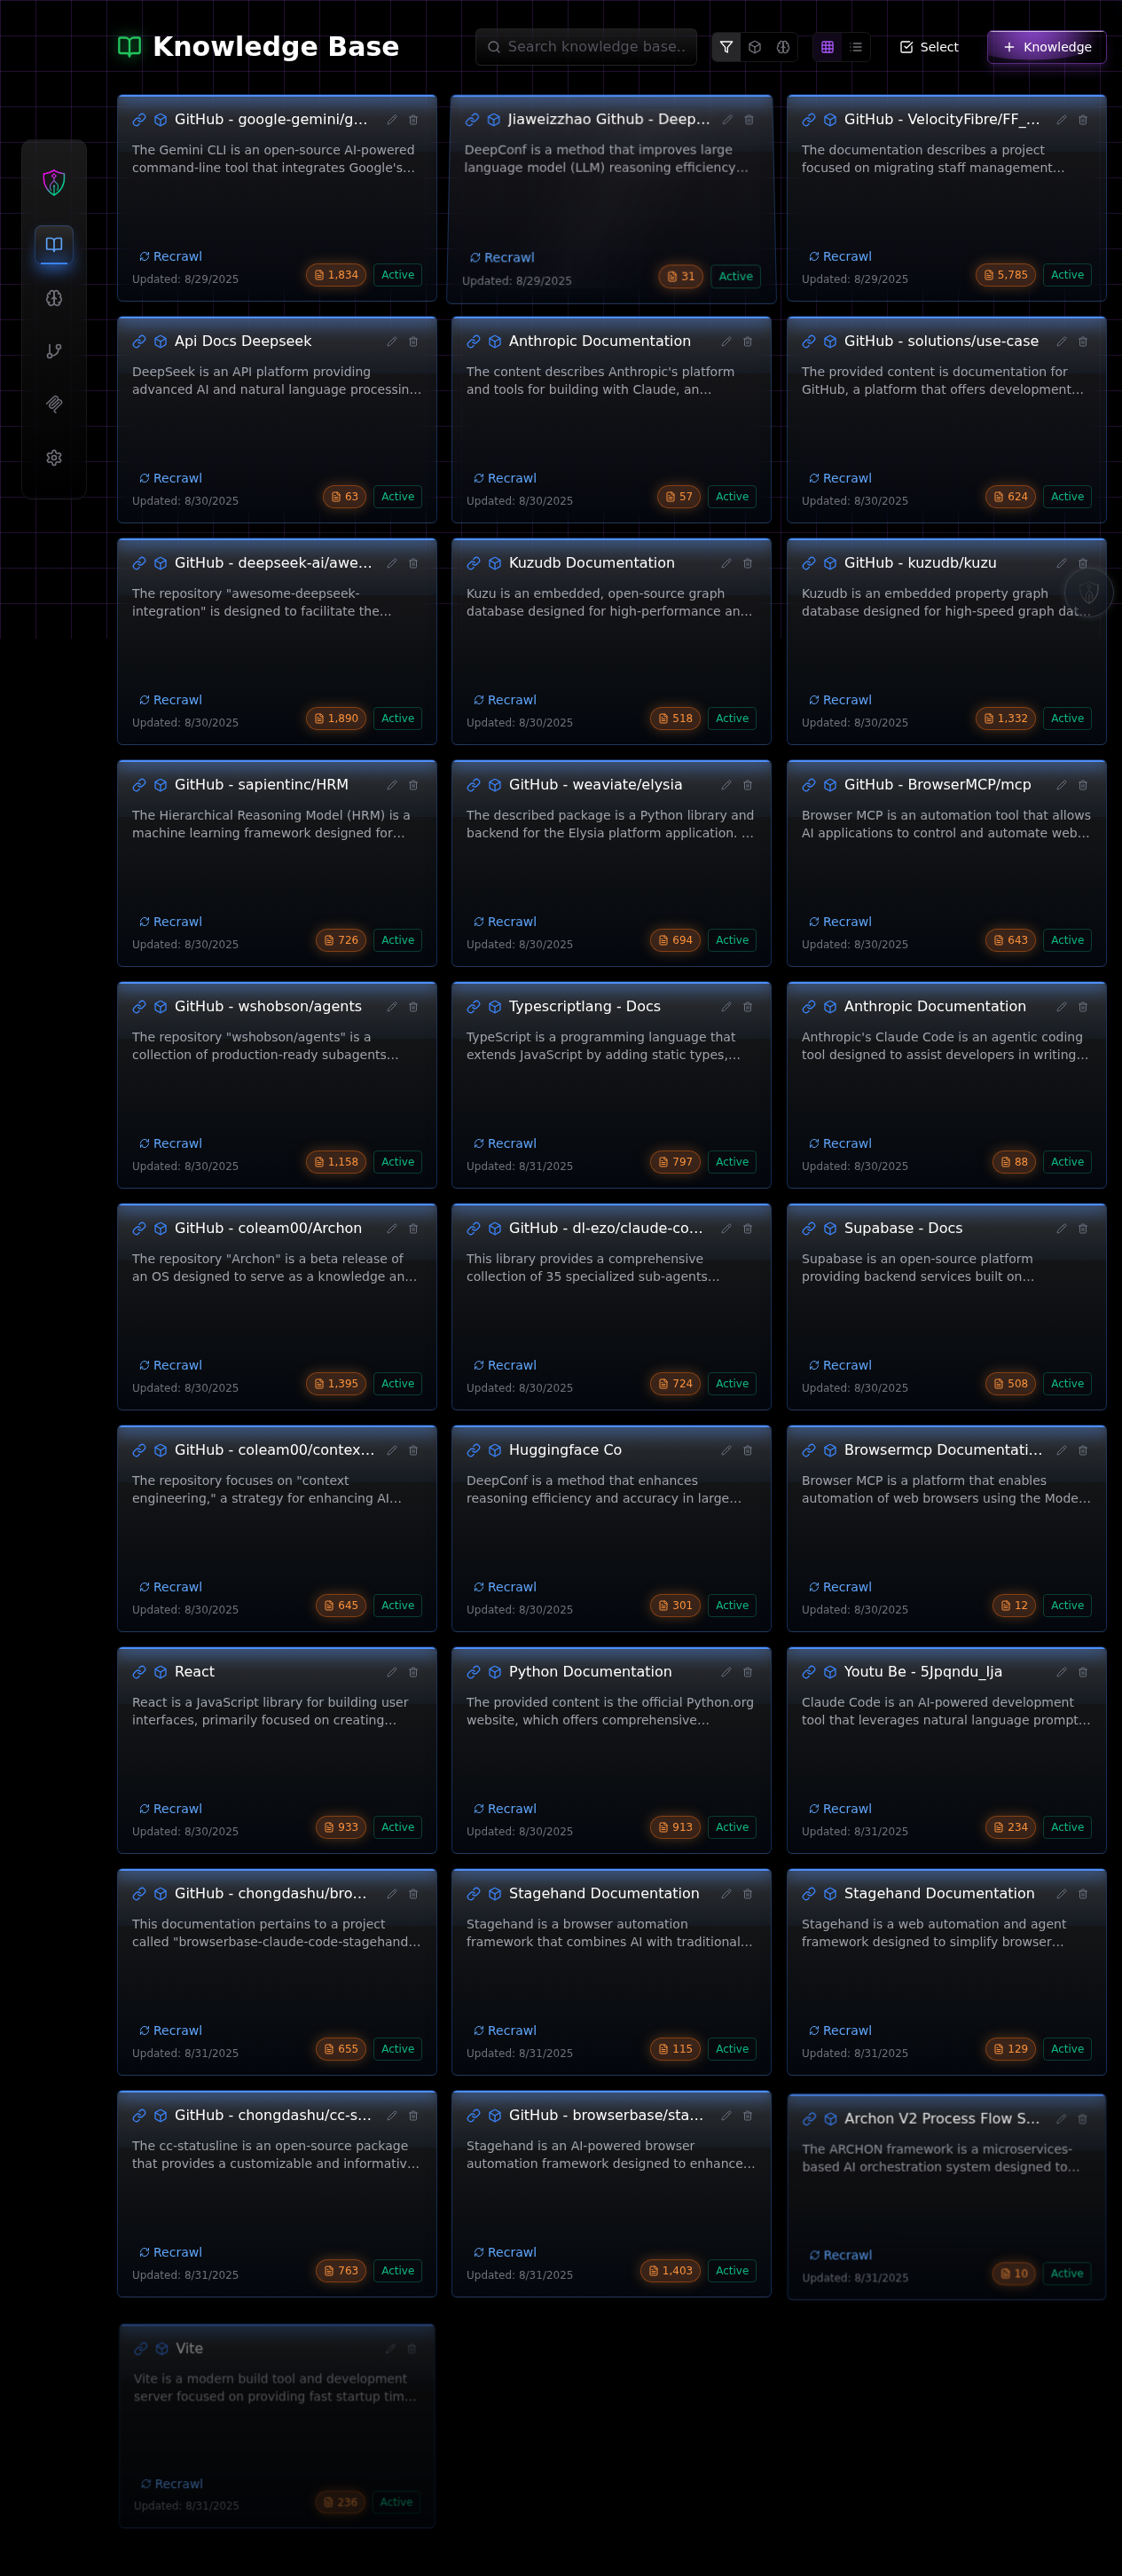 Knowledge Base
Search knowledge base..
Select
Knowledge
GitHub - google-gemini/g...
The Gemini CLI is an open-source AI-powered
command-line tool that integrates Google's...
Recrawl
Updated: 8/29/2025
1,834
Active
Jiaweizzhao Github - Deep...
DeepConf is a method that improves large
language model (LLM) reasoning efficiency...
Recrawl
Updated: 8/29/2025
31
Active
GitHub - VelocityFibre/FF_...
The documentation describes a project
focused on migrating staff management...
Recrawl
Updated: 8/29/2025
5,785
Active
Api Docs Deepseek
DeepSeek is an API platform providing
advanced AI and natural language processin...
Recrawl
Updated: 8/30/2025
63
Active
Anthropic Documentation
The content describes Anthropic's platform
and tools for building with Claude, an...
Recrawl
Updated: 8/30/2025
57
Active
GitHub - solutions/use-case
The provided content is documentation for
GitHub, a platform that offers development...
Recrawl
Updated: 8/30/2025
624
Active
GitHub - deepseek-ai/awe...
The repository "awesome-deepseek-
integration" is designed to facilitate the...
Recrawl
Updated: 8/30/2025
1,890
Active
Kuzudb Documentation
Kuzu is an embedded, open-source graph
database designed for high-performance an...
Recrawl
Updated: 8/30/2025
518
Active
GitHub - kuzudb/kuzu
Kuzudb is an embedded property graph
database designed for high-speed graph dat...
Recrawl
Updated: 8/30/2025
1,332
Active
GitHub - sapientinc/HRM
The Hierarchical Reasoning Model (HRM) is a
machine learning framework designed for...
Recrawl
Updated: 8/30/2025
726
Active
GitHub - weaviate/elysia
The described package is a Python library and
backend for the Elysia platform application. ...
Recrawl
Updated: 8/30/2025
694
Active
GitHub - BrowserMCP/mcp
Browser MCP is an automation tool that allows
AI applications to control and automate web...
Recrawl
Updated: 8/30/2025
643
Active
GitHub - wshobson/agents
The repository "wshobson/agents" is a
collection of production-ready subagents...
Recrawl
Updated: 8/30/2025
1,158
Active
Typescriptlang - Docs
TypeScript is a programming language that
extends JavaScript by adding static types,...
Recrawl
Updated: 8/31/2025
797
Active
Anthropic Documentation
Anthropic's Claude Code is an agentic coding
tool designed to assist developers in writing...
Recrawl
Updated: 8/30/2025
88
Active
GitHub - coleam00/Archon
The repository "Archon" is a beta release of
an OS designed to serve as a knowledge an...
Recrawl
Updated: 8/30/2025
1,395
Active
GitHub - dl-ezo/claude-co...
This library provides a comprehensive
collection of 35 specialized sub-agents...
Recrawl
Updated: 8/30/2025
724
Active
Supabase - Docs
Supabase is an open-source platform
providing backend services built on...
Recrawl
Updated: 8/30/2025
508
Active
GitHub - coleam00/contex...
The repository focuses on "context
engineering," a strategy for enhancing AI...
Recrawl
Updated: 8/30/2025
645
Active
Huggingface Co
DeepConf is a method that enhances
reasoning efficiency and accuracy in large...
Recrawl
Updated: 8/30/2025
301
Active
Browsermcp Documentati...
Browser MCP is a platform that enables
automation of web browsers using the Mode...
Recrawl
Updated: 8/30/2025
12
Active
React
React is a JavaScript library for building user
interfaces, primarily focused on creating...
Recrawl
Updated: 8/30/2025
933
Active
Python Documentation
The provided content is the official Python.org
website, which offers comprehensive...
Recrawl
Updated: 8/30/2025
913
Active
Youtu Be - 5Jpqndu_Ija
Claude Code is an AI-powered development
tool that leverages natural language prompt...
Recrawl
Updated: 8/31/2025
234
Active
GitHub - chongdashu/bro...
This documentation pertains to a project
called "browserbase-claude-code-stagehand...
Recrawl
Updated: 8/31/2025
655
Active
Stagehand Documentation
Stagehand is a browser automation
framework that combines AI with traditional...
Recrawl
Updated: 8/31/2025
115
Active
Stagehand Documentation
Stagehand is a web automation and agent
framework designed to simplify browser...
Recrawl
Updated: 8/31/2025
129
Active
GitHub - chongdashu/cc-s...
The cc-statusline is an open-source package
that provides a customizable and informativ...
Recrawl
Updated: 8/31/2025
763
Active
GitHub - browserbase/sta...
Stagehand is an AI-powered browser
automation framework designed to enhance...
Recrawl
Updated: 8/31/2025
1,403
Active
Archon V2 Process Flow S...
The ARCHON framework is a microservices-
based AI orchestration system designed to...
Recrawl
Updated: 8/31/2025
10
Active
Vite
Vite is a modern build tool and development
server focused on providing fast startup tim...
Recrawl
Updated: 8/31/2025
236
Active